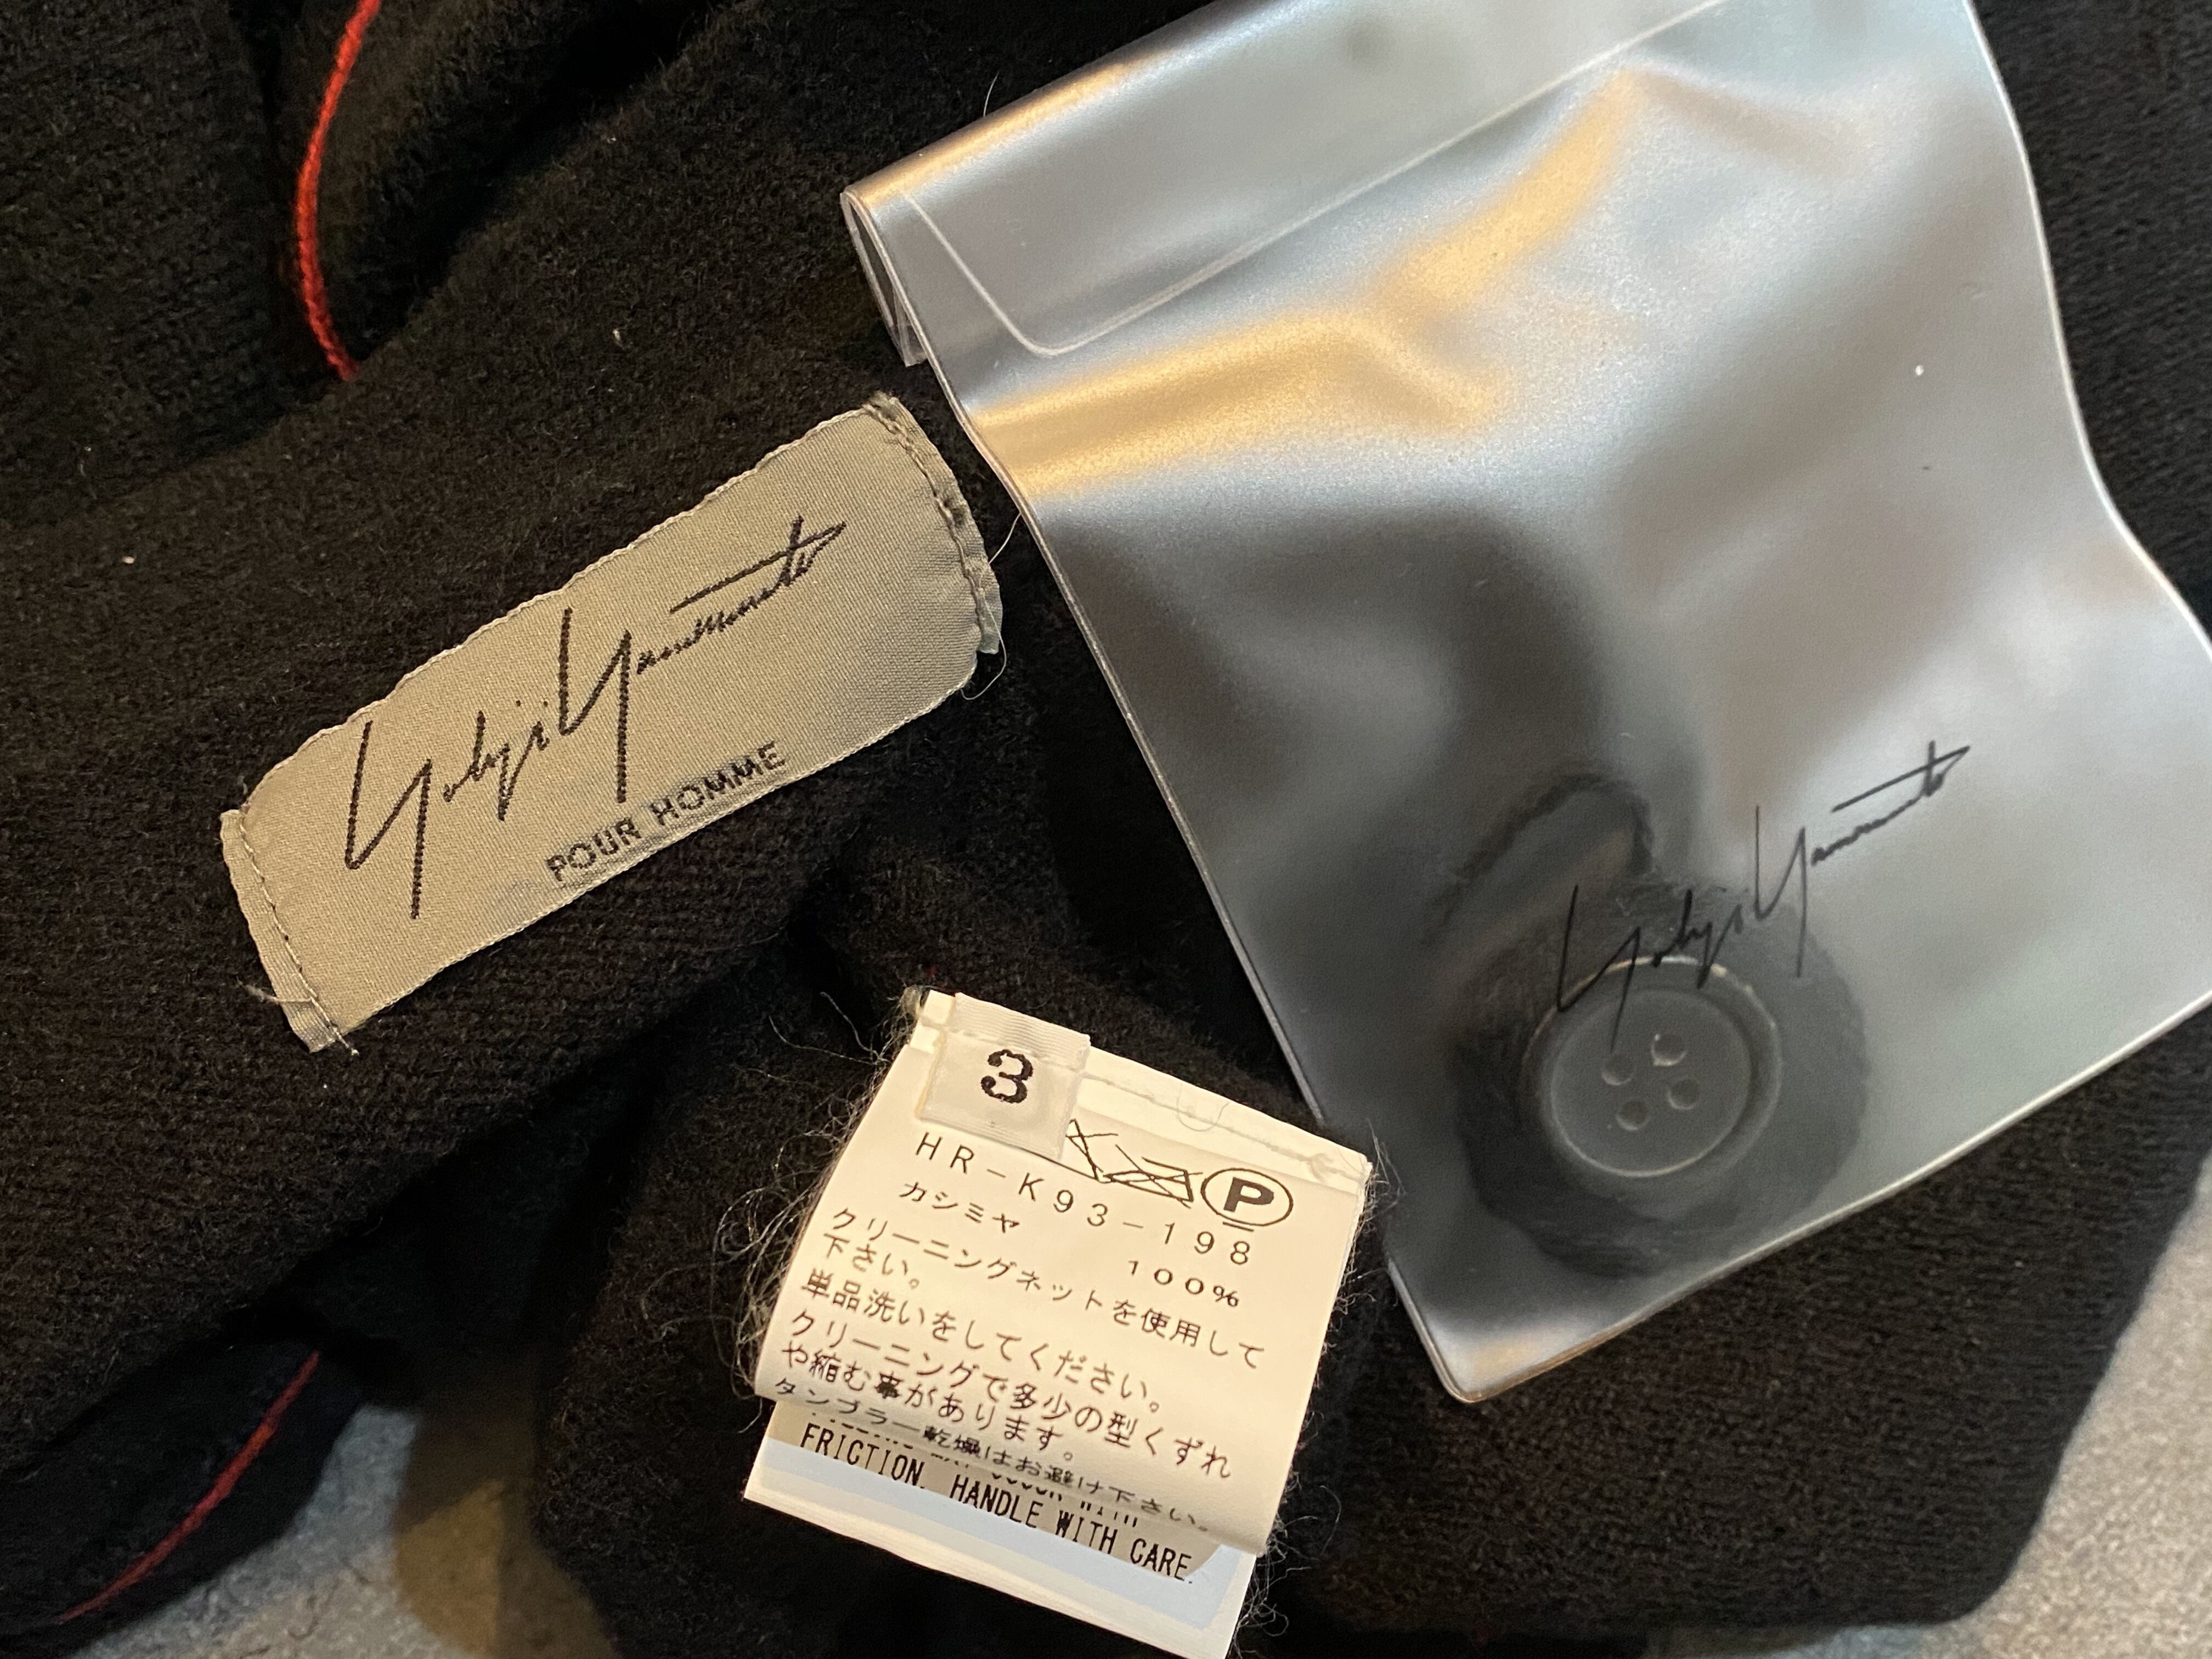 Yohji Yamamoto
POUR HOMME
Yohji Yamamoto
3
P
HR-K93-198
カシミヤ 100%
クリーニングネットを使用して
下さい。
単品洗いをしてください。
クリーニングで多少の型くずれ
や縮む事があります。
タンブラー乾燥はお避け下さい。
FRICTION. HANDLE WITH CARE.